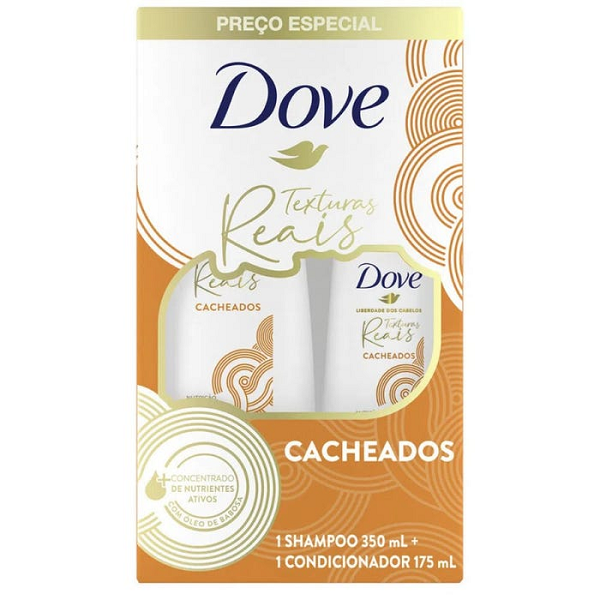 PREÇO ESPECIAL
Dove
Texturas
Reais
Reais
CACHEADOS
Dove
LIBERDADE DOS CABELOS
Texturas
Reais
CACHEADOS
CACHEADOS
+CONCENTRADO
DE NUTRIENTES
ATIVOS
COM ÓLEO DE BABOSA
1 SHAMPOO 350 mL +
1 CONDICIONADOR 175 mL